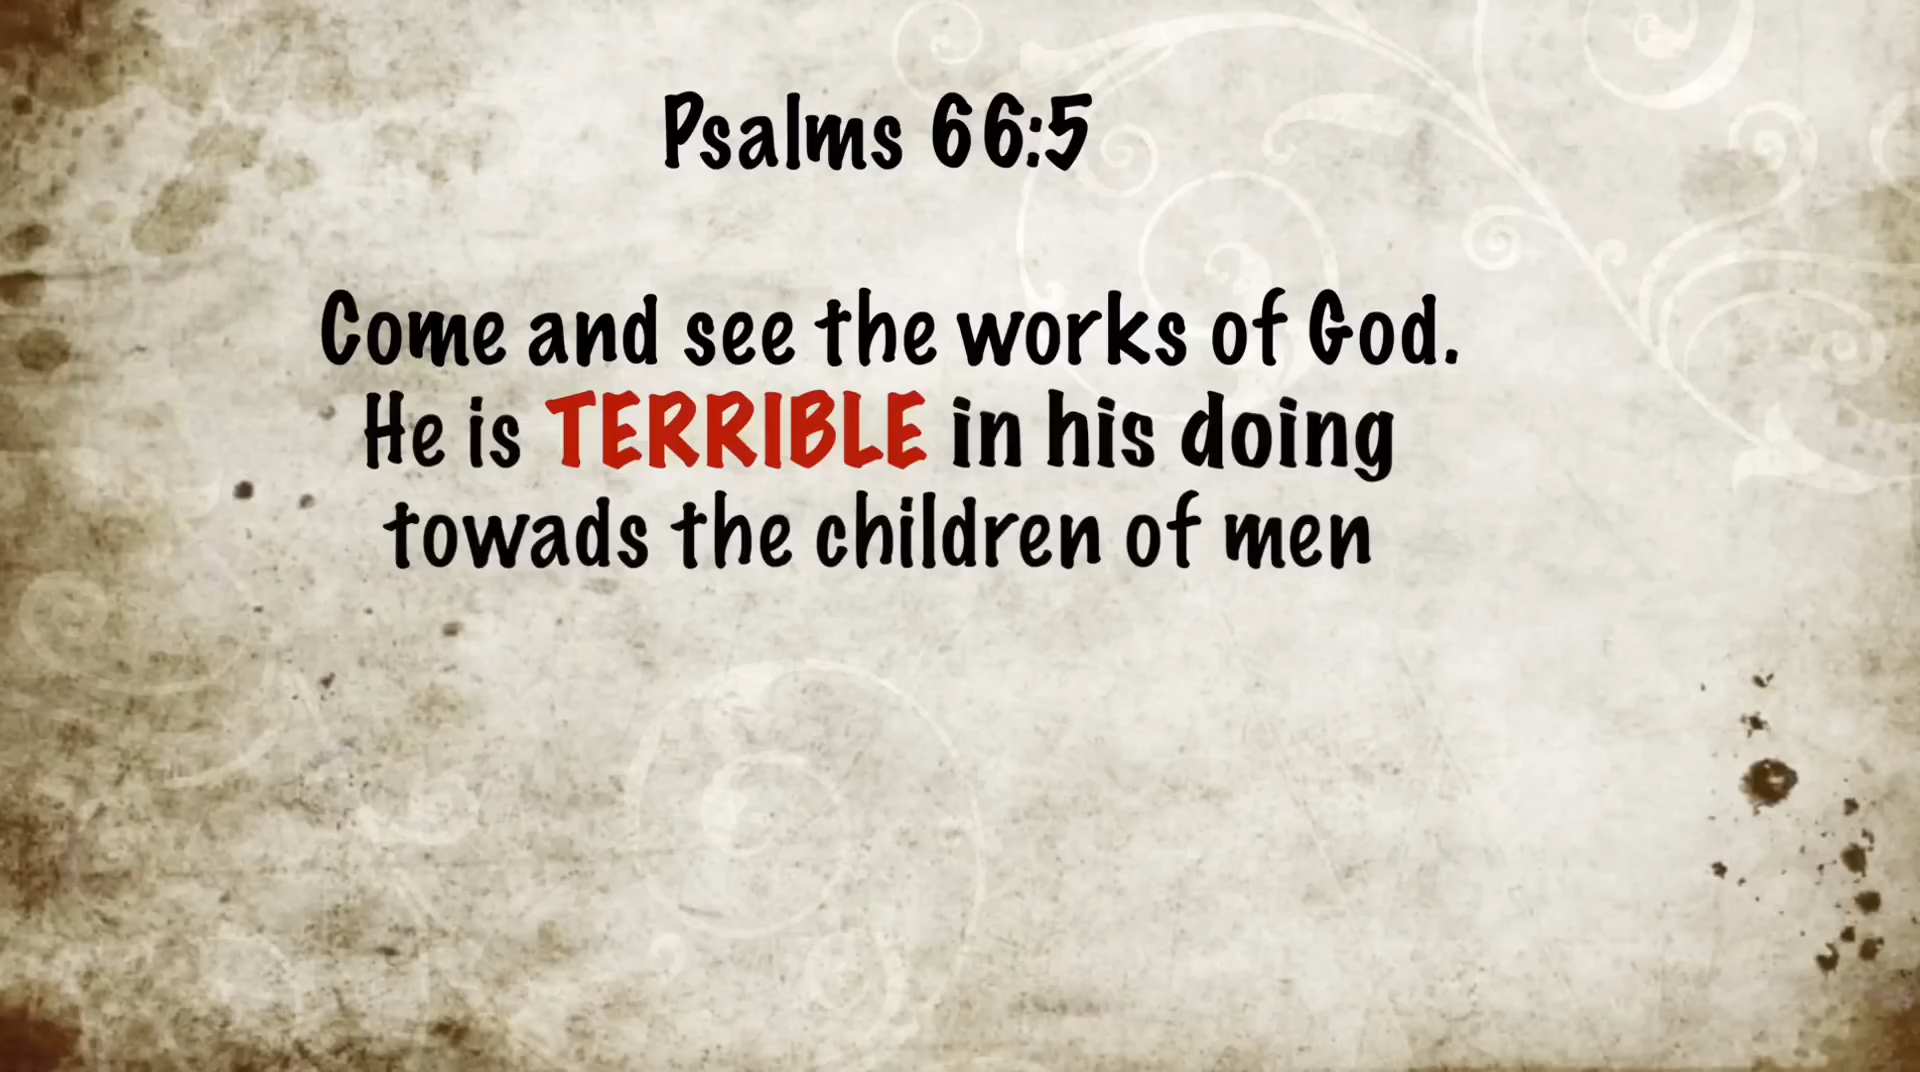 Psalms 66:5
Come and see the works of God.
He is TERRIBLE in his doing
towads the children of men